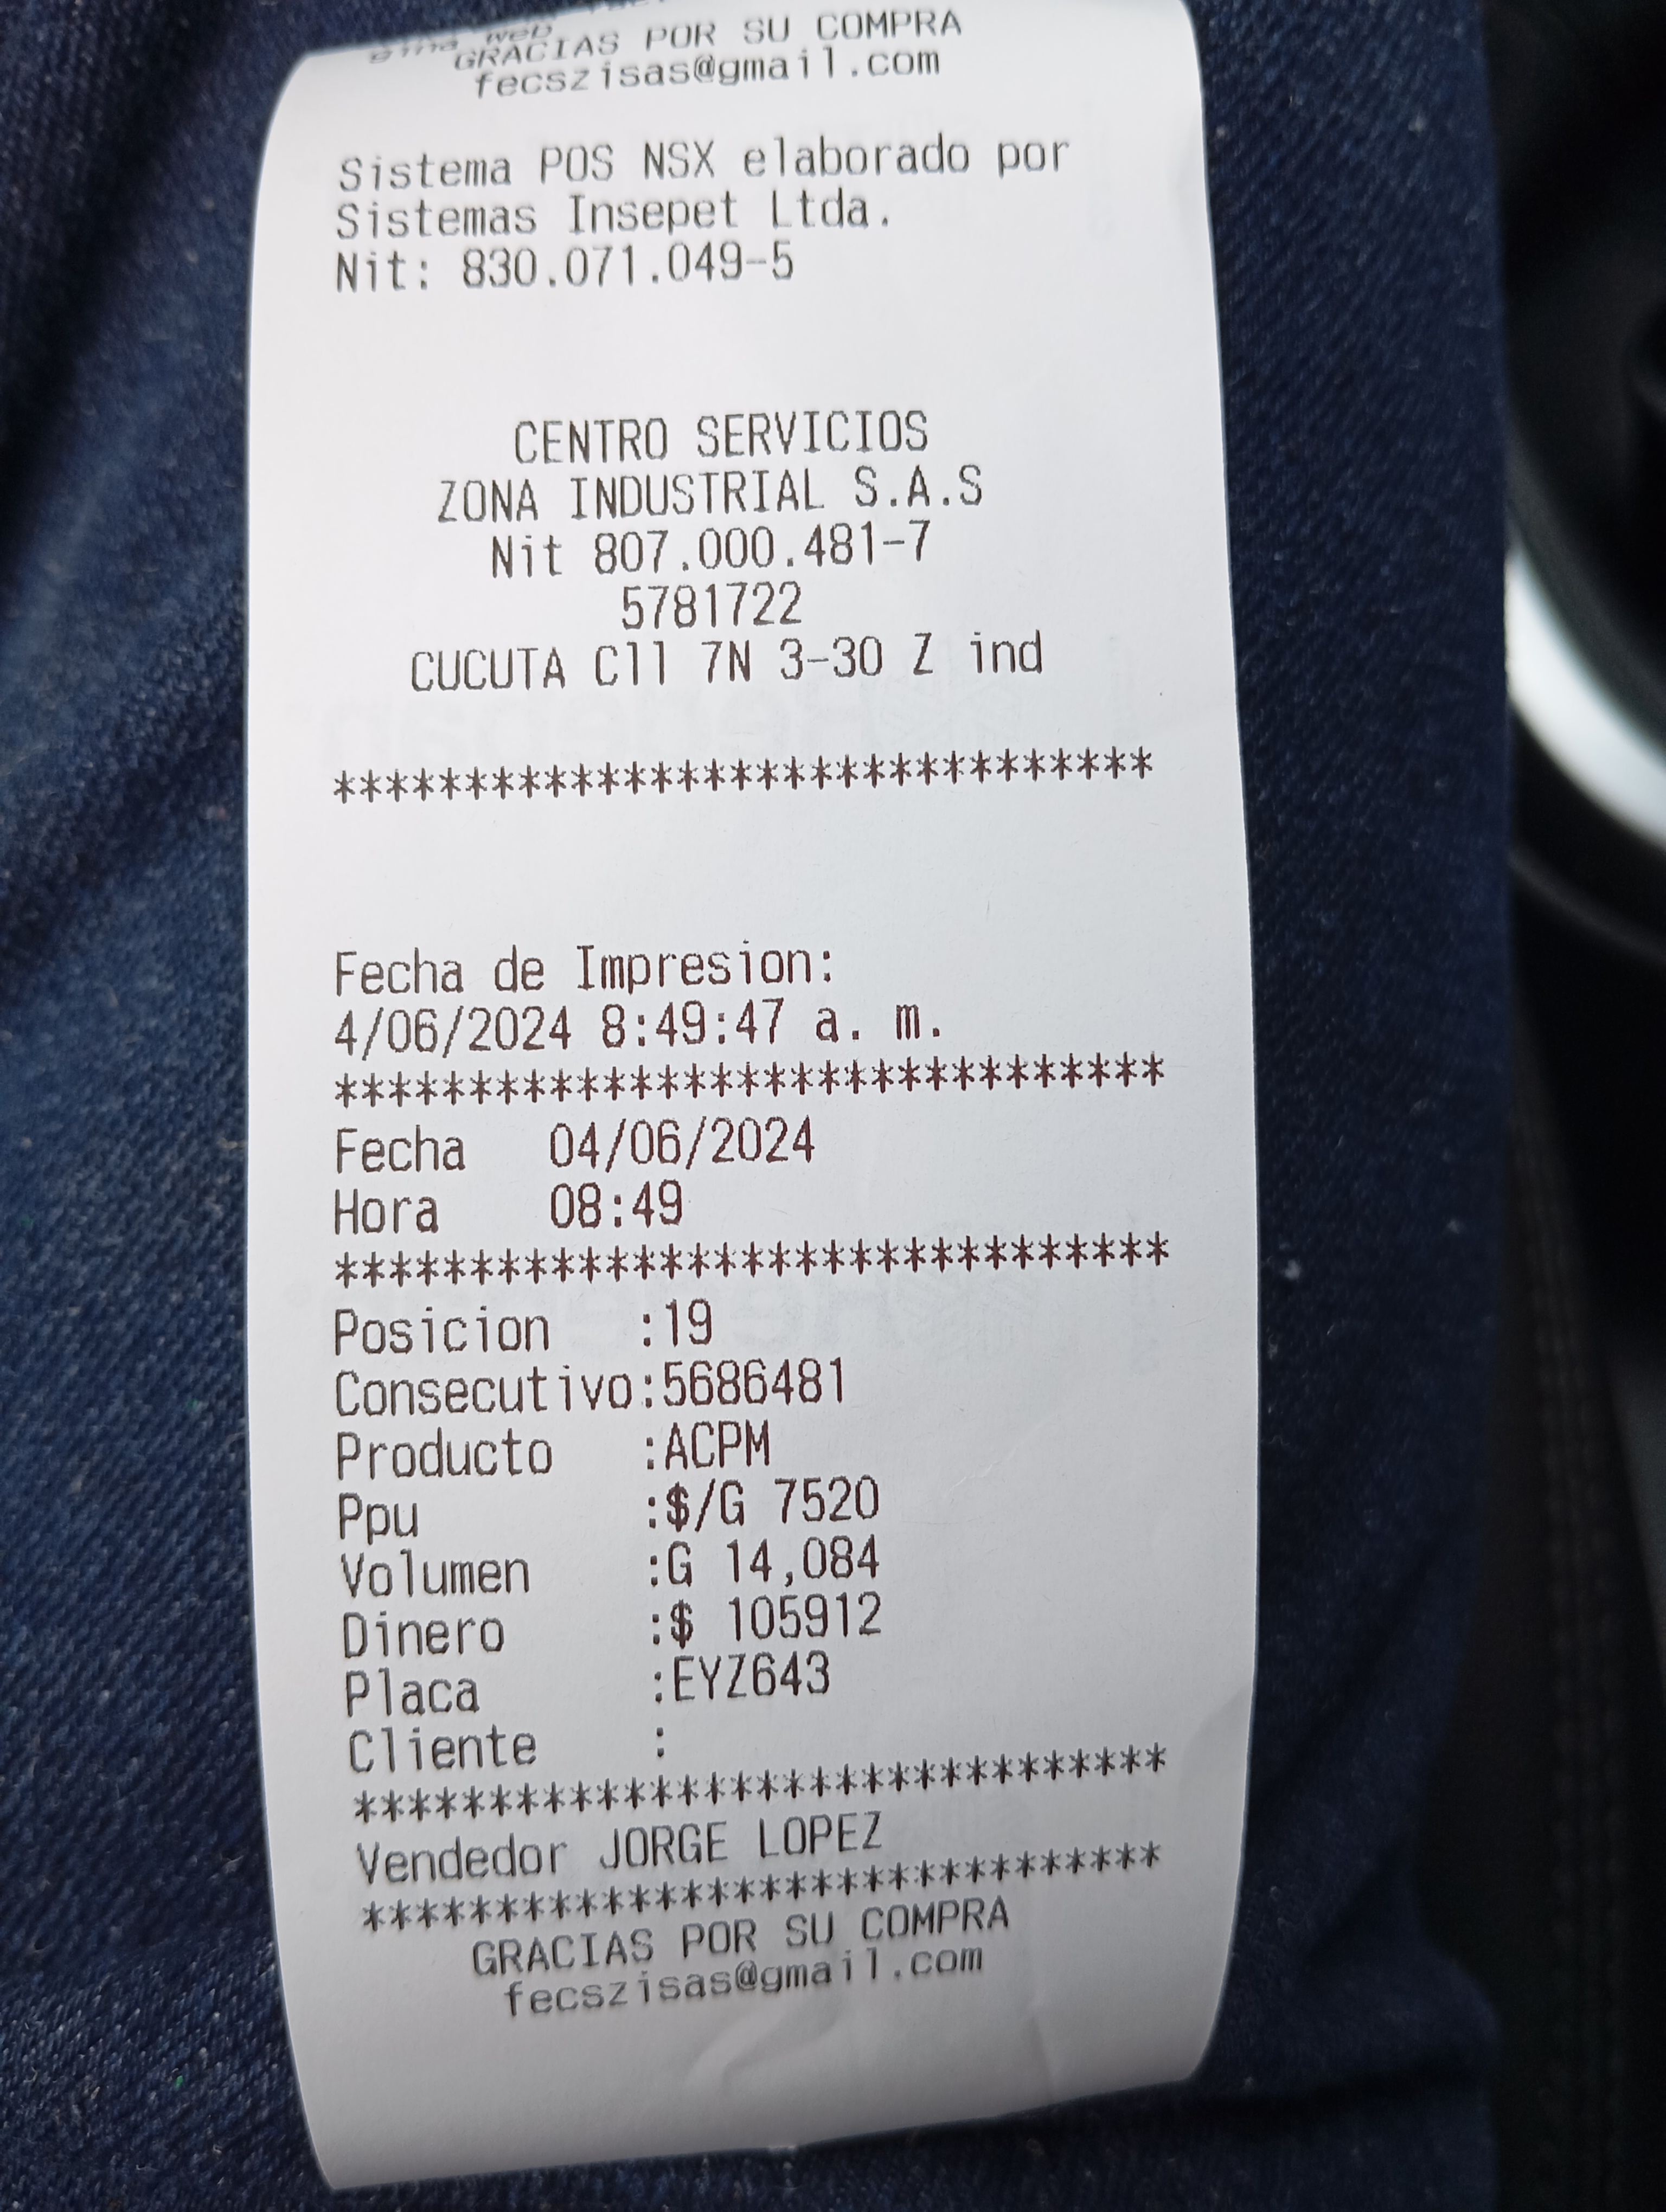 GRACIAS POR SU COMPRA
fecszisas@gmail.com
Sistema POS NSX elaborado por
Sistemas Insepet Ltda.
Nit: 830.071.049-5
CENTRO SERVICIOS
ZONA INDUSTRIAL S.A.S
Nit 807.000.481-7
5781722
CUCUTA Cll 7N 3-30 Z ind
*******************************
Fecha de Impresion:
4/06/2024 8:49:47 a. m.
*******************************
Fecha 04/06/2024
Hora 08:49
*******************************
Posicion :19
Consecutivo:5686481
Producto :ACPM
Ppu :$/G 7520
Volumen :G 14,084
Dinero :$ 105912
Placa :EYZ643
Cliente :
*******************************
Vendedor JORGE LOPEZ
*******************************
GRACIAS POR SU COMPRA
fecszisas@gmail.com